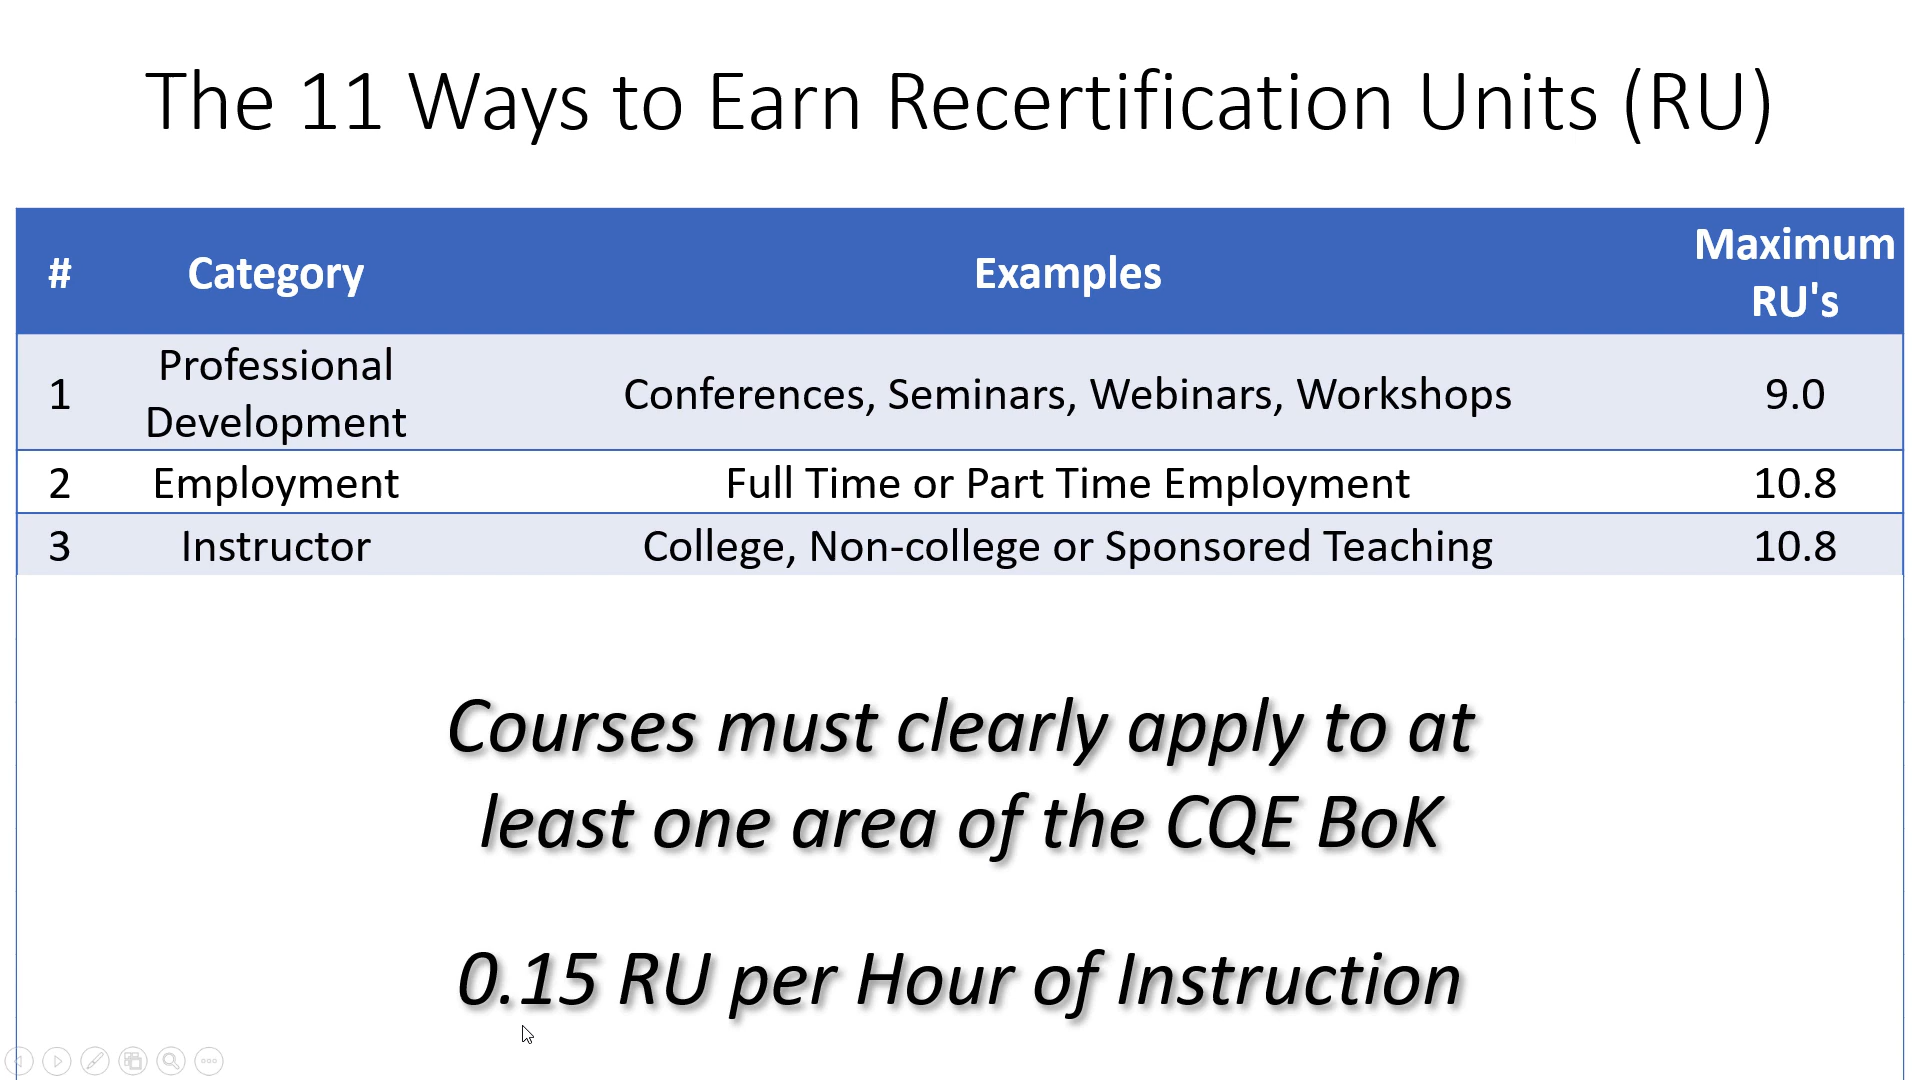 The 11 Ways to Earn Recertification Units (RU)
# Category Examples Maximum RU's
1 Professional Development Conferences, Seminars, Webinars, Workshops 9.0
2 Employment Full Time or Part Time Employment 10.8
3 Instructor College, Non-college or Sponsored Teaching 10.8
Courses must clearly apply to at
least one area of the CQE BoK
0.15 RU per Hour of Instruction